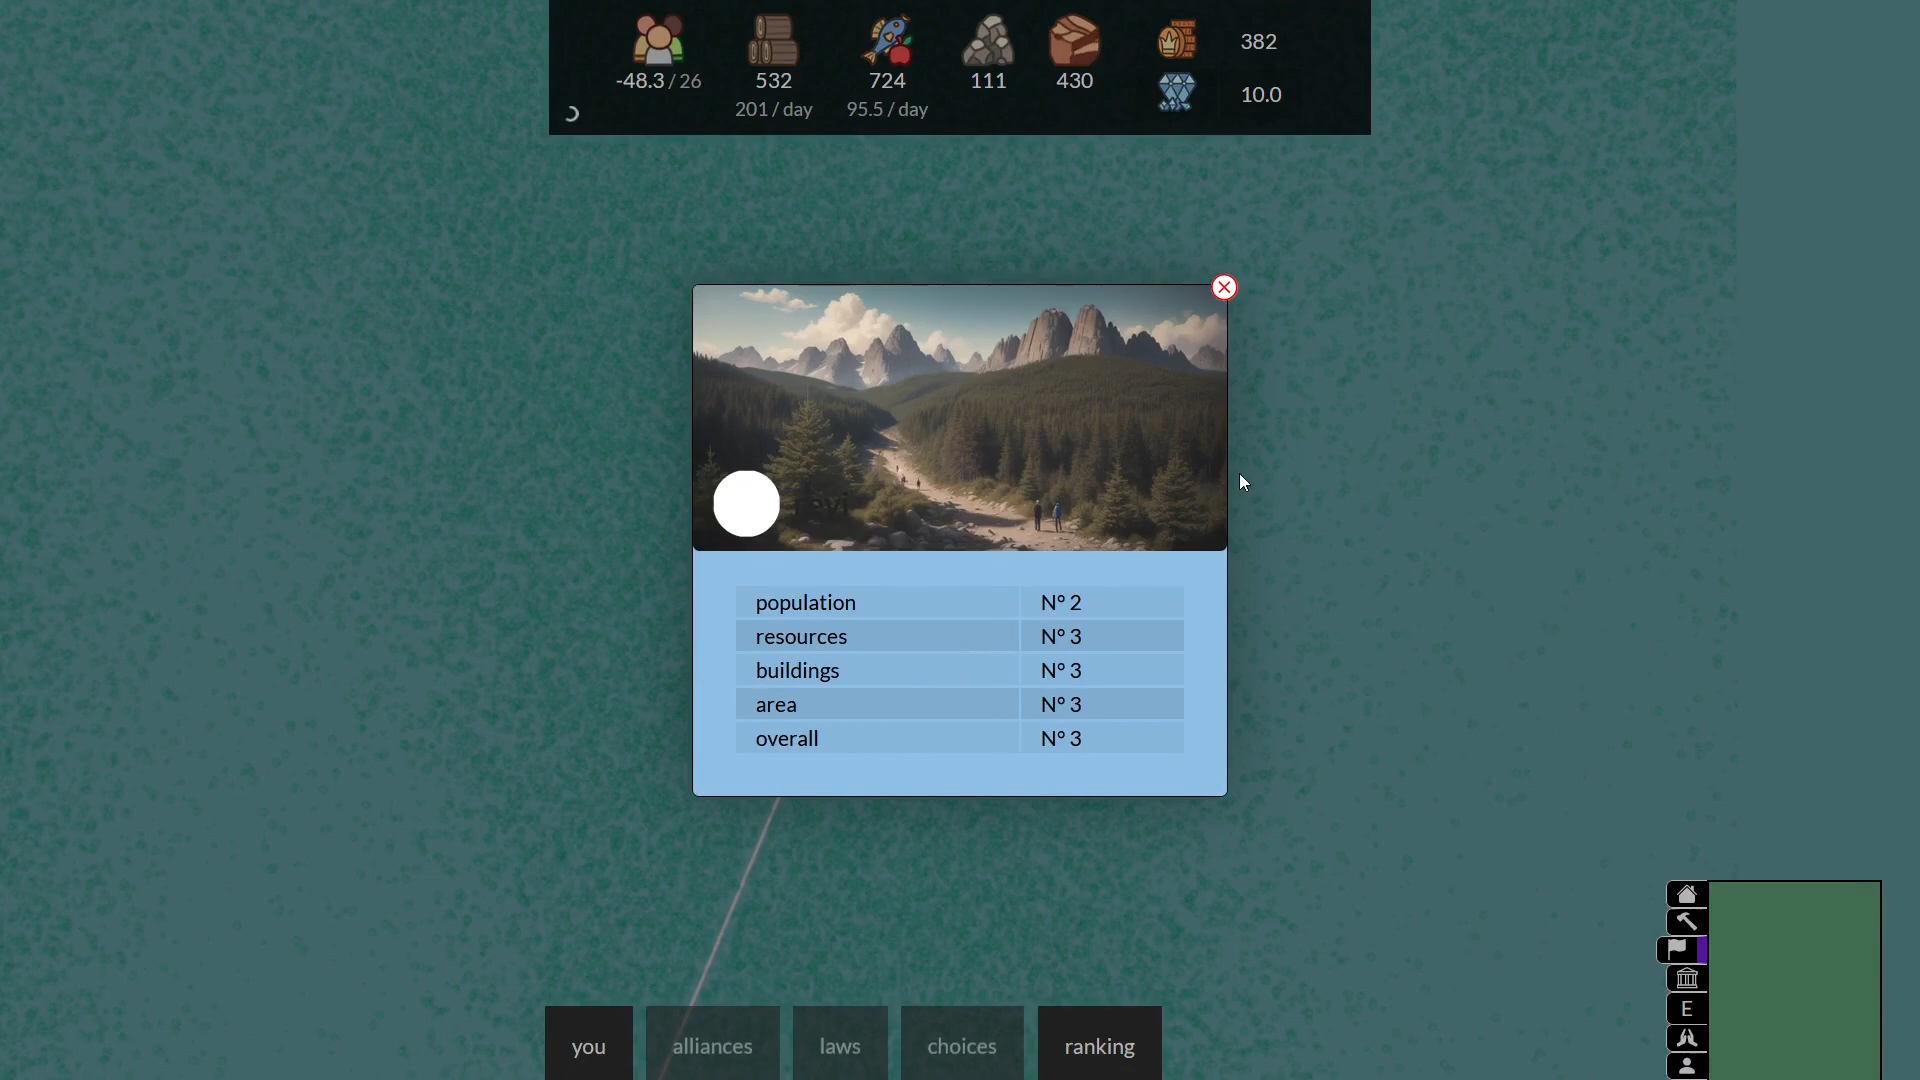 -48.3 / 26
532
201 / day
724
95.5 / day
111
430
382
10.0
population N° 2
resources N° 3
buildings N° 3
area N° 3
overall N° 3
E
you
alliances
laws
choices
ranking